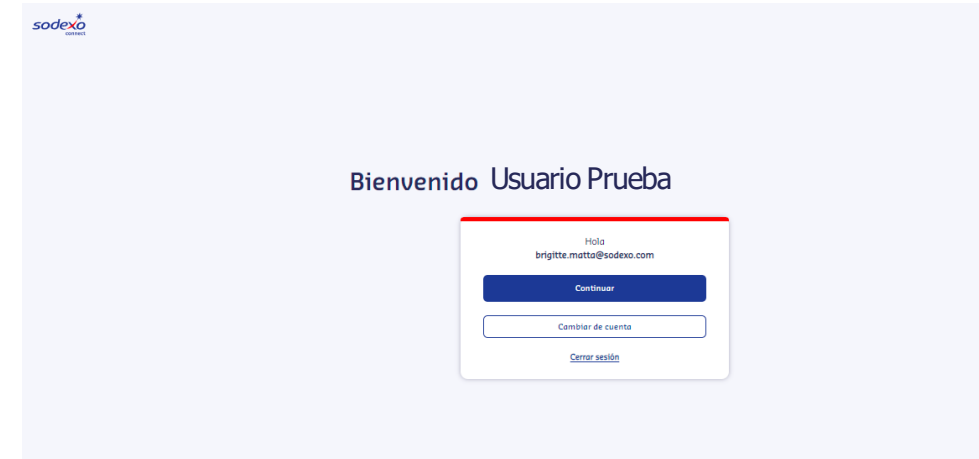 sodexo
connect
Bienvenido Usuario Prueba
Hola
brigitte.matta@sodexo.com
Continuar
Cambiar de cuenta
Cerrar sesión